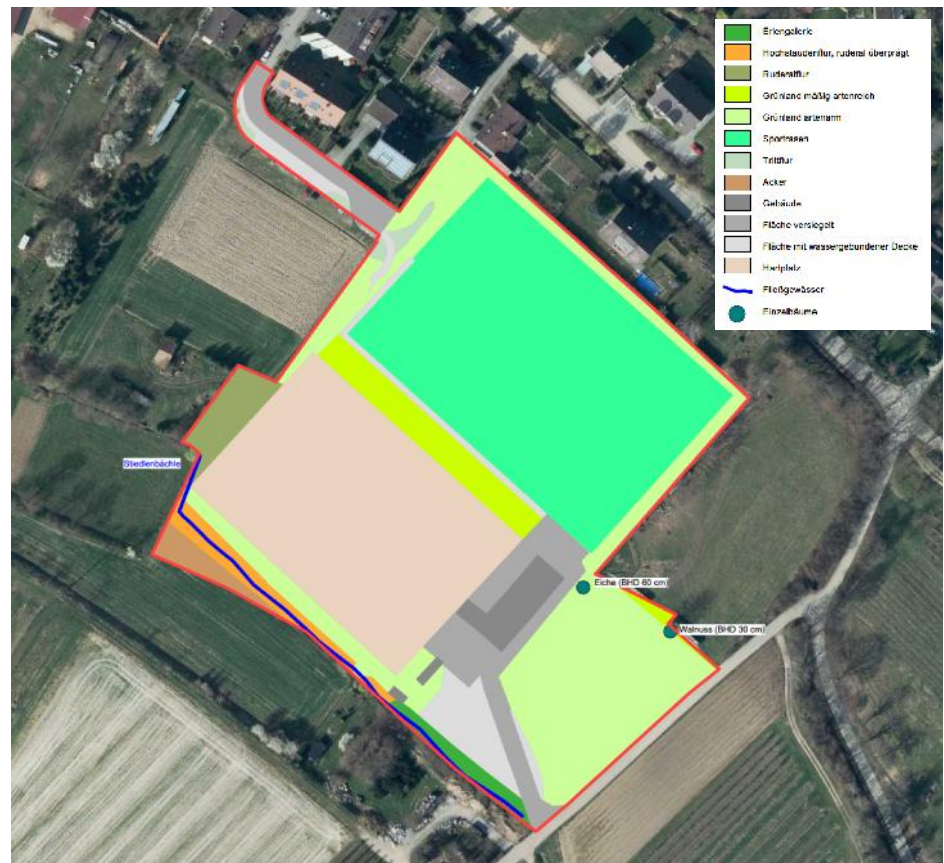 Erlengalerie
Hochstaudenflur, ruderal überprägt
Ruderalflur
Grünland mäßig artenreich
Grünland artenarm
Sportrasen
Trittflur
Acker
Gebäude
Fläche versiegelt
Fläche mit wassergebundener Decke
Hartplatz
Fließgewässer
Einzelbäume
Stiedlenbächle
Eiche (BHD 60 cm)
Walnuss (BHD 30 cm)